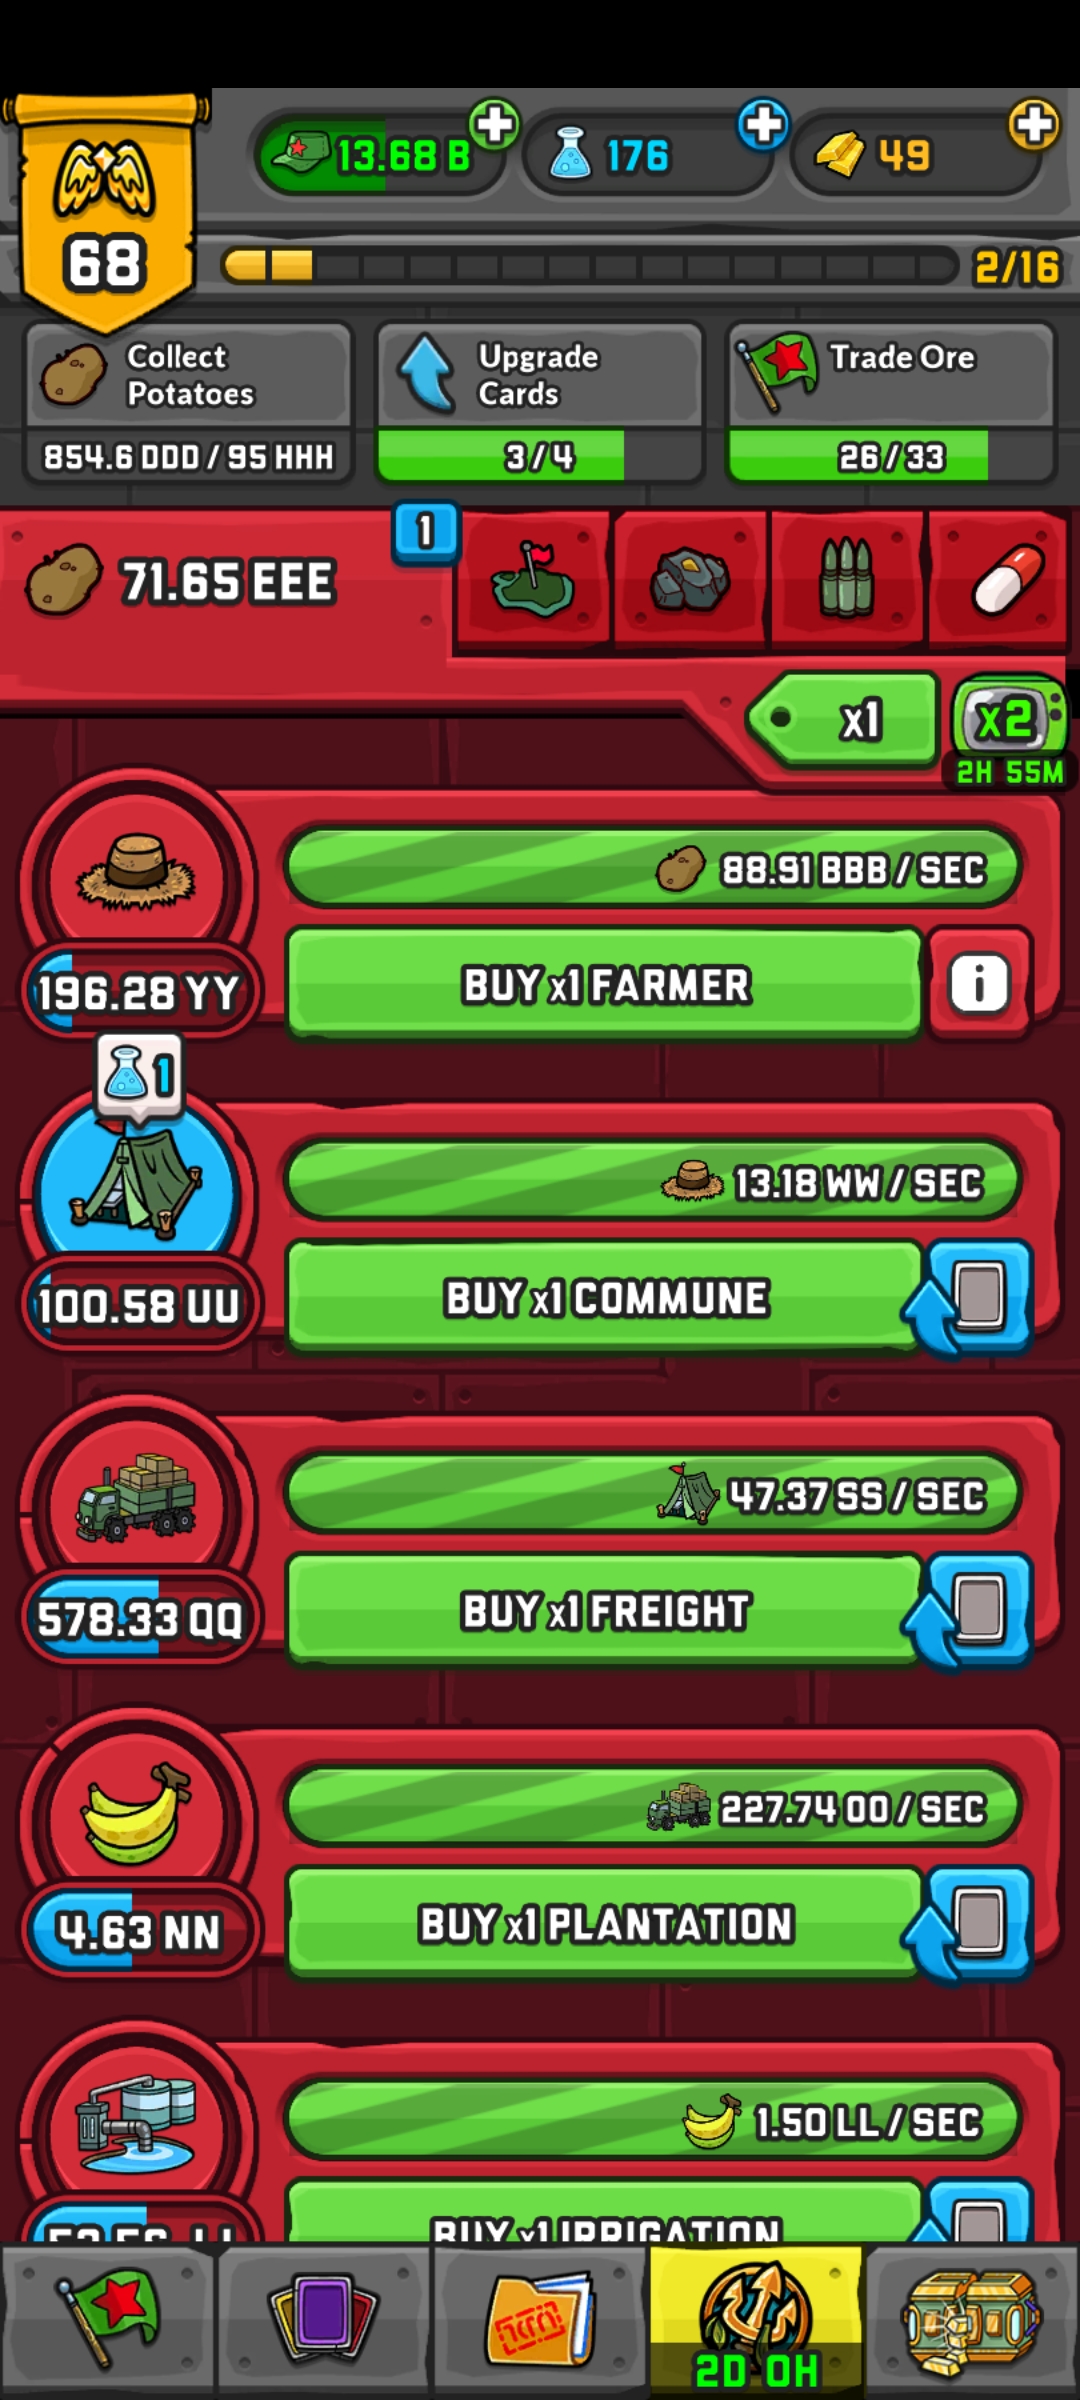 13.68 B
176
49
68
2/16
Collect
Potatoes
854.6 DDD / 95 HHH
Upgrade
Cards
3/4
Trade Ore
26/33
71.65 EEE
1
x1
x2
2H 55M
88.91 BBB / SEC
196.28 YY
BUY x1 FARMER
i
1
13.18 WW / SEC
100.58 UU
BUY x1 COMMUNE
47.37 SS / SEC
578.33 QQ
BUY x1 FREIGHT
227.74 OO / SEC
4.63 NN
BUY x1 PLANTATION
1.50 LL / SEC
BUY x1 IRRIGATION
2D 0H